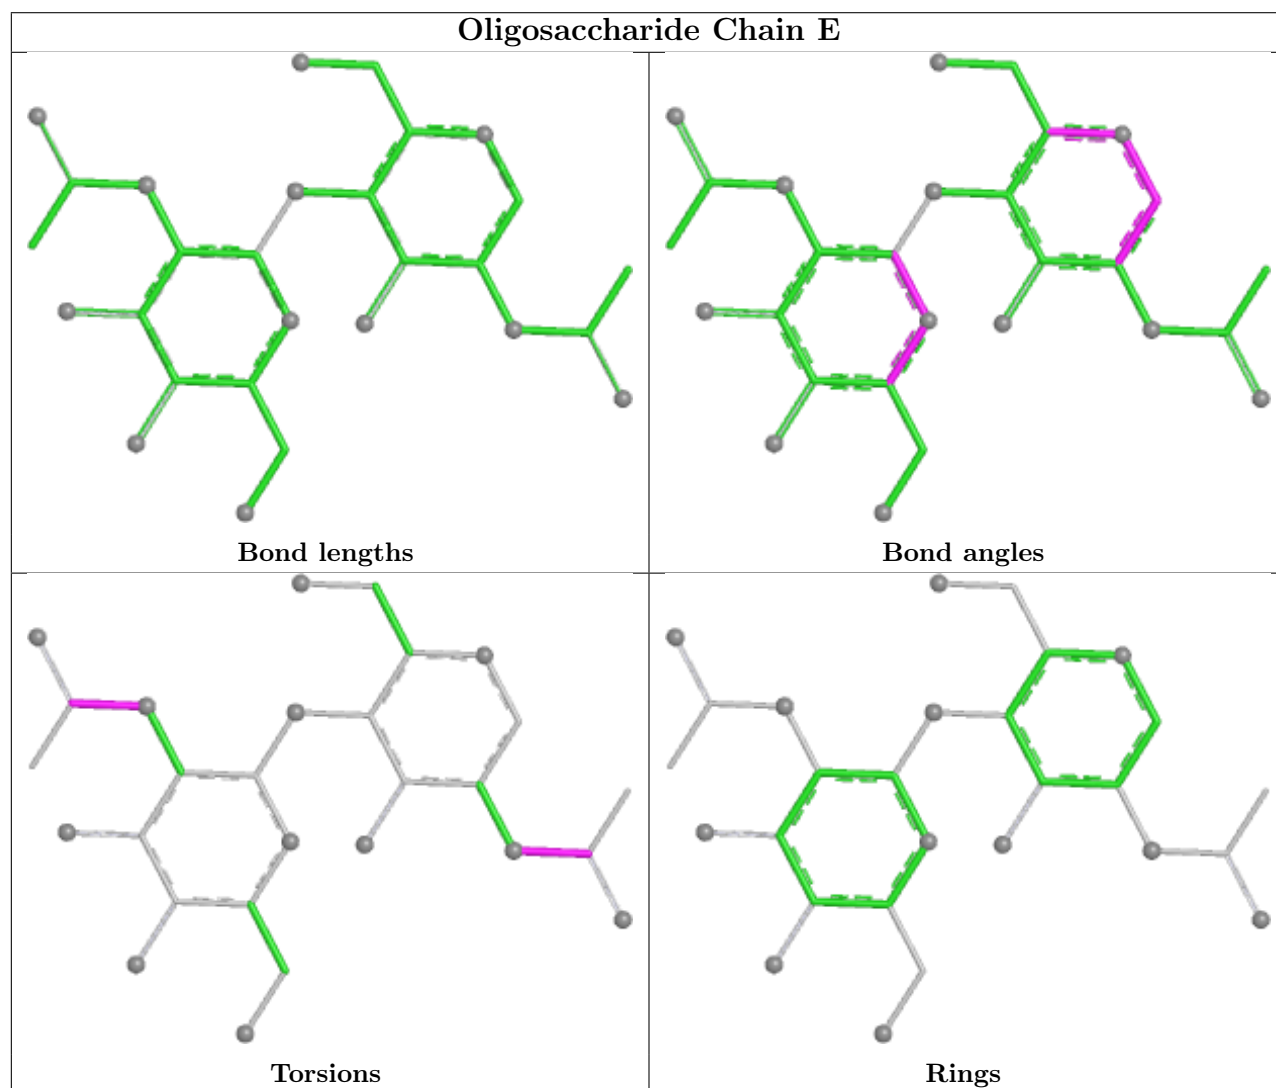 Oligosaccharide Chain E
Bond lengths
Bond angles
Torsions
Rings